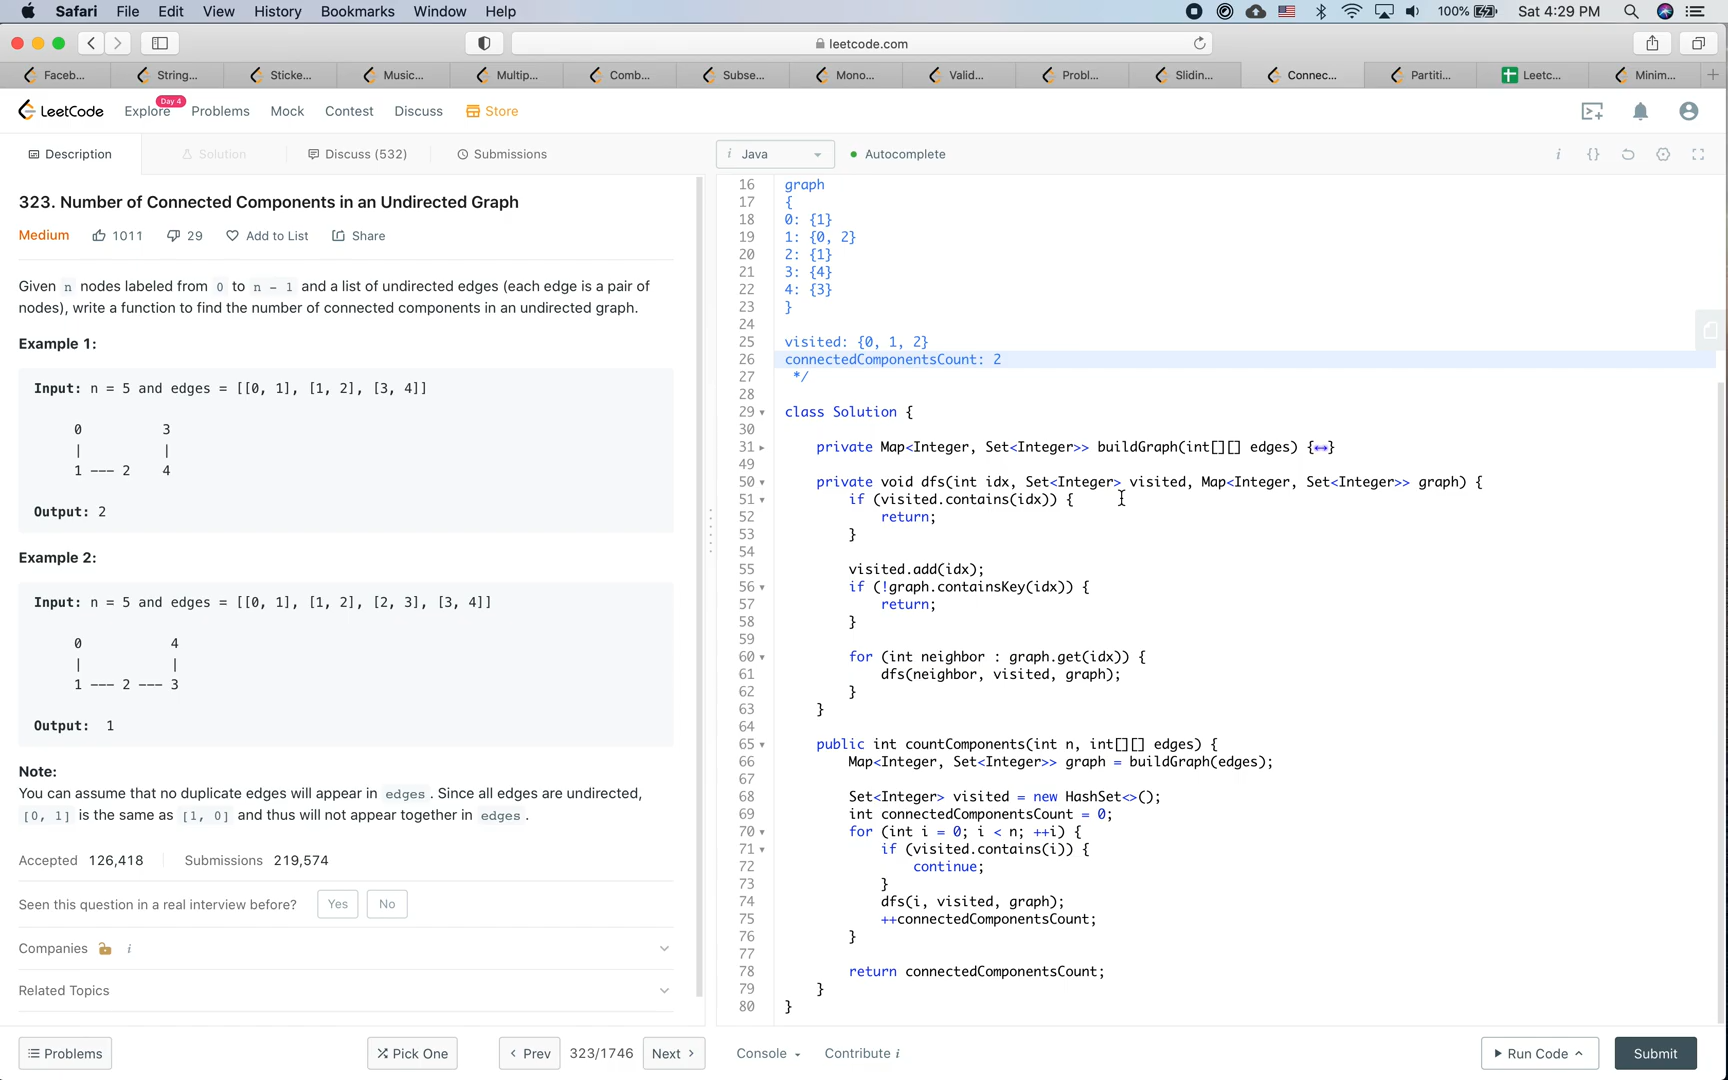 Safari File Edit View History Bookmarks Window Help 100% Sat 4:29 PM
leetcode.com
Faceb... String... Sticke... Music... Multip... Comb... Subse... Mono... Valid... Probl... Slidin... Connec... Partiti... Leetc... Minim...
LeetCode Explore Day 4 Problems Mock Contest Discuss Store
Description Solution Discuss (532) Submissions
323. Number of Connected Components in an Undirected Graph
Medium 1011 29 Add to List Share
Given n nodes labeled from 0 to n - 1 and a list of undirected edges (each edge is a pair of
nodes), write a function to find the number of connected components in an undirected graph.
Example 1:
Input: n = 5 and edges = [[0, 1], [1, 2], [3, 4]]
0 3
| |
1 --- 2 4
Output: 2
Example 2:
Input: n = 5 and edges = [[0, 1], [1, 2], [2, 3], [3, 4]]
0 4
| |
1 --- 2 --- 3
Output: 1
Note:
You can assume that no duplicate edges will appear in edges. Since all edges are undirected,
[0, 1] is the same as [1, 0] and thus will not appear together in edges.
Accepted 126,418 Submissions 219,574
Seen this question in a real interview before? Yes No
Companies i
Related Topics
Problems Pick One < Prev 323/1746 Next >
i Java Autocomplete i {}
16 graph
17 {
18 0: {1}
19 1: {0, 2}
20 2: {1}
21 3: {4}
22 4: {3}
23 }
24
25 visited: {0, 1, 2}
26 connectedComponentsCount: 2
27 */
28
29 class Solution {
30
31 private Map<Integer, Set<Integer>> buildGraph(int[][] edges) {↔}
49
50 private void dfs(int idx, Set<Integer> visited, Map<Integer, Set<Integer>> graph) {
51 if (visited.contains(idx)) {
52 return;
53 }
54
55 visited.add(idx);
56 if (!graph.containsKey(idx)) {
57 return;
58 }
59
60 for (int neighbor : graph.get(idx)) {
61 dfs(neighbor, visited, graph);
62 }
63 }
64
65 public int countComponents(int n, int[][] edges) {
66 Map<Integer, Set<Integer>> graph = buildGraph(edges);
67
68 Set<Integer> visited = new HashSet<>();
69 int connectedComponentsCount = 0;
70 for (int i = 0; i < n; ++i) {
71 if (visited.contains(i)) {
72 continue;
73 }
74 dfs(i, visited, graph);
75 ++connectedComponentsCount;
76 }
77
78 return connectedComponentsCount;
79 }
80 }
Console Contribute i Run Code Submit